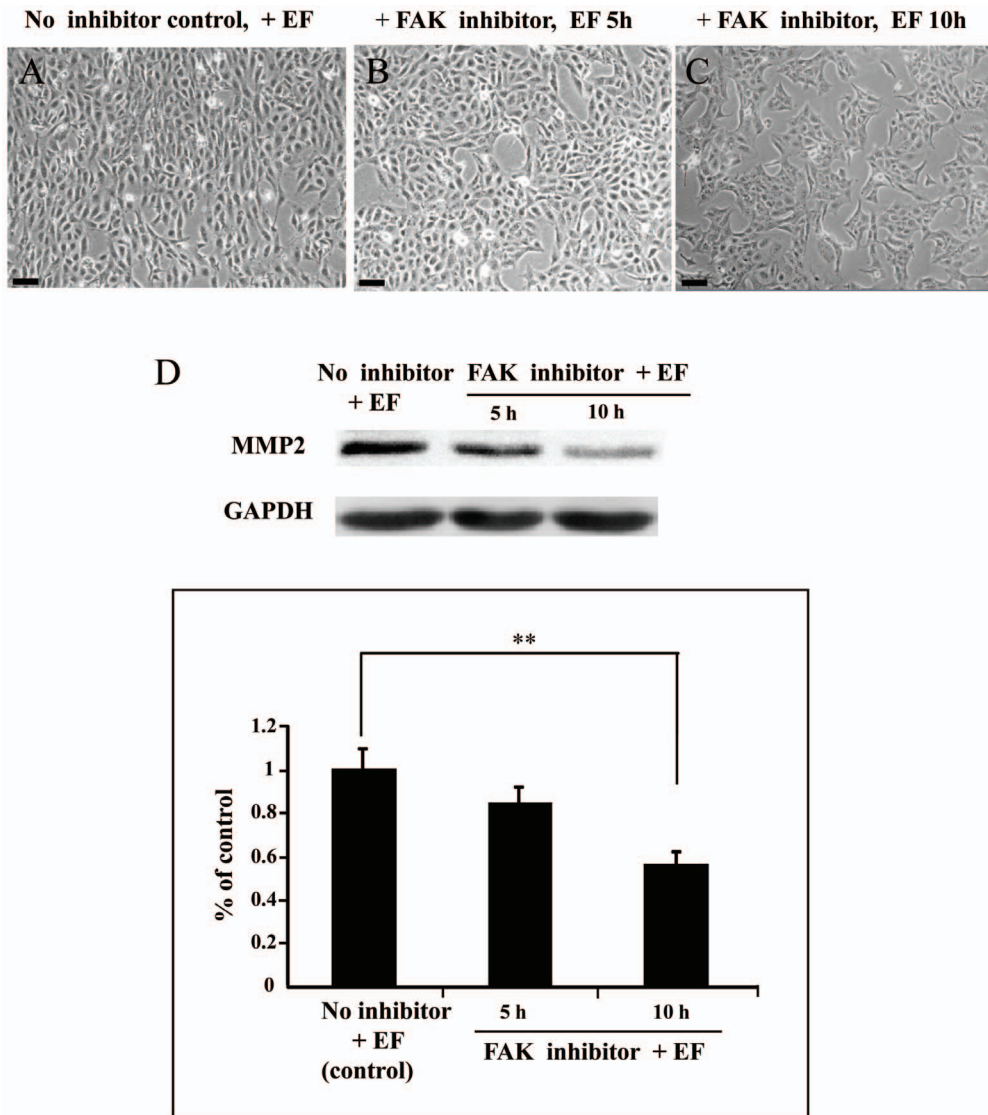 No inhibitor control, + EF
+ FAK inhibitor, EF 5h
+ FAK inhibitor, EF 10h
A
B
C
D
No inhibitor
+ EF
FAK inhibitor + EF
5 h
10 h
MMP2
GAPDH
**
% of control
1.2
1
0.8
0.6
0.4
0.2
0
No inhibitor
+ EF
(control)
5 h
10 h
FAK inhibitor + EF